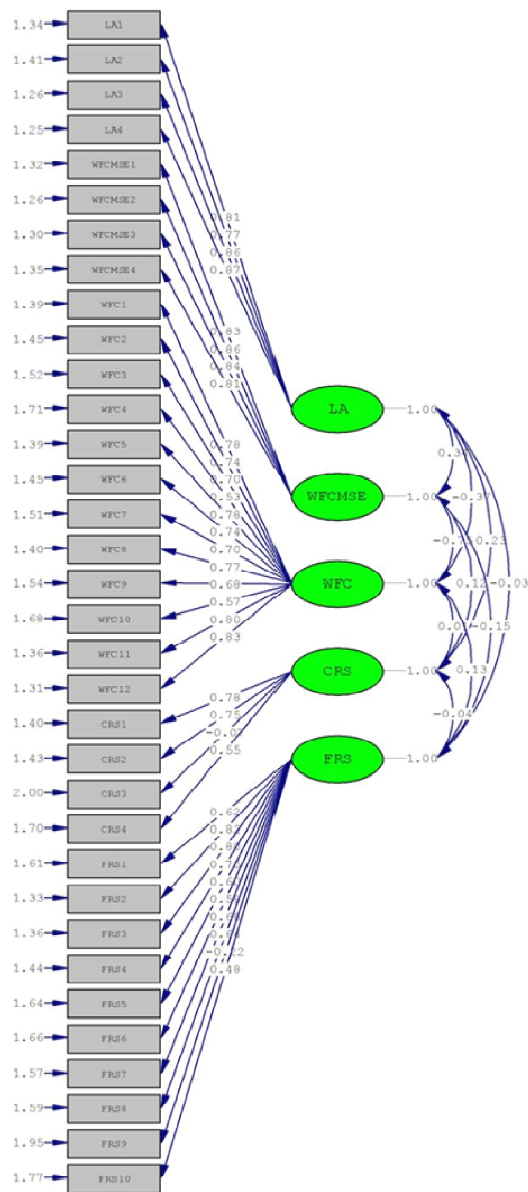 1.34 LA1
1.41 LA2
1.26 LA3
1.25 LA4
1.32 WFCMSE1
1.26 WFCMSE2
1.30 WFCMSE3
1.35 WFCMSE4
1.39 WFC1
1.45 WFC2
1.52 WFC3
1.71 WFC4
1.39 WFC5
1.45 WFC6
1.51 WFC7
1.40 WFC8
1.54 WFC9
1.68 WFC10
1.36 WFC11
1.31 WFC12
1.40 CRS1
1.43 CRS2
2.00 CRS3
1.70 CRS4
1.61 FRS1
1.33 FRS2
1.36 FRS3
1.44 FRS4
1.64 FRS5
1.66 FRS6
1.57 FRS7
1.59 FRS8
1.95 FRS9
1.77 FRS10
0.81
0.77
0.86
0.87
0.83
0.86
0.84
0.81
0.78
0.74
0.70
0.53
0.78
0.74
0.70
0.77
0.68
0.57
0.80
0.83
0.78
0.75
0.55
0.62
0.48
LA 1.00
WFCMSE 1.00
WFC 1.00
CRS 1.00
FRS 1.00
-0.03
-0.15
0.13
-0.04